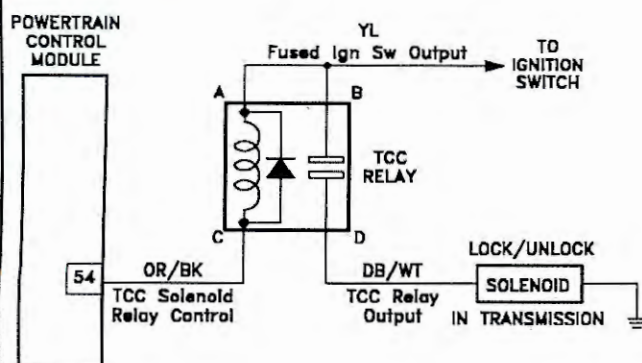 POWERTRAIN
CONTROL
MODULE
YL
Fused Ign Sw Output
TO
IGNITION
SWITCH
A
B
TCC
RELAY
C
D
54
OR/BK
TCC Solenoid
Relay Control
DB/WT
TCC Relay
Output
LOCK/UNLOCK
SOLENOID
IN TRANSMISSION